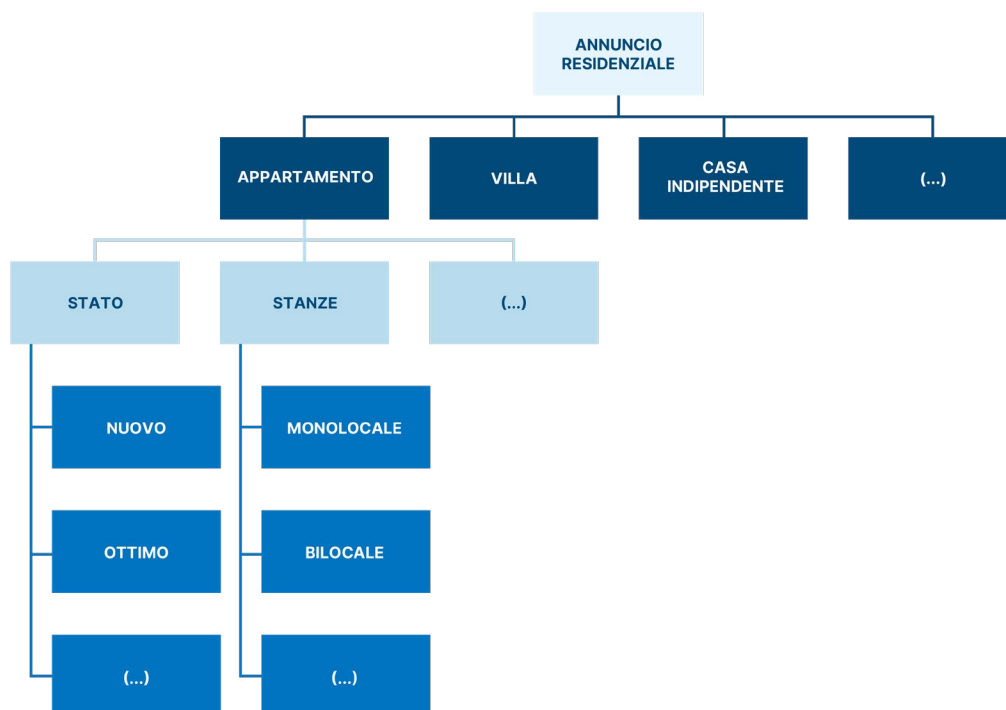 ANNUNCIO
RESIDENZIALE
APPARTAMENTO
VILLA
CASA
INDIPENDENTE
(...)
STATO
STANZE
(...)
NUOVO
MONOLOCALE
OTTIMO
BILOCALE
(...)
(...)